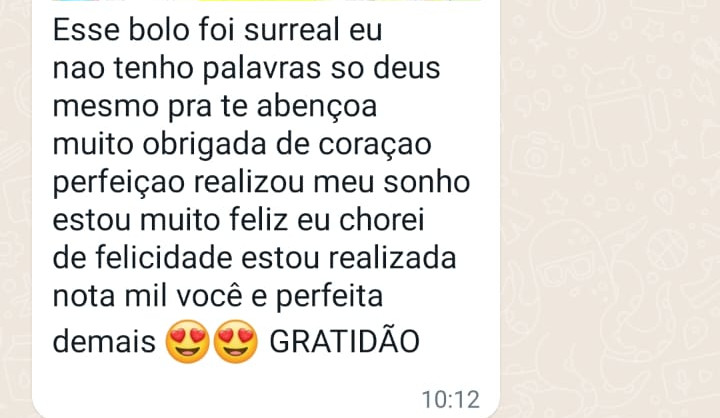 Esse bolo foi surreal eu
nao tenho palavras so deus
mesmo pra te abençoa
muito obrigada de coraçao
perfeiçao realizou meu sonho
estou muito feliz eu chorei
de felicidade estou realizada
nota mil você e perfeita
demais 😍😍 GRATIDÃO
10:12